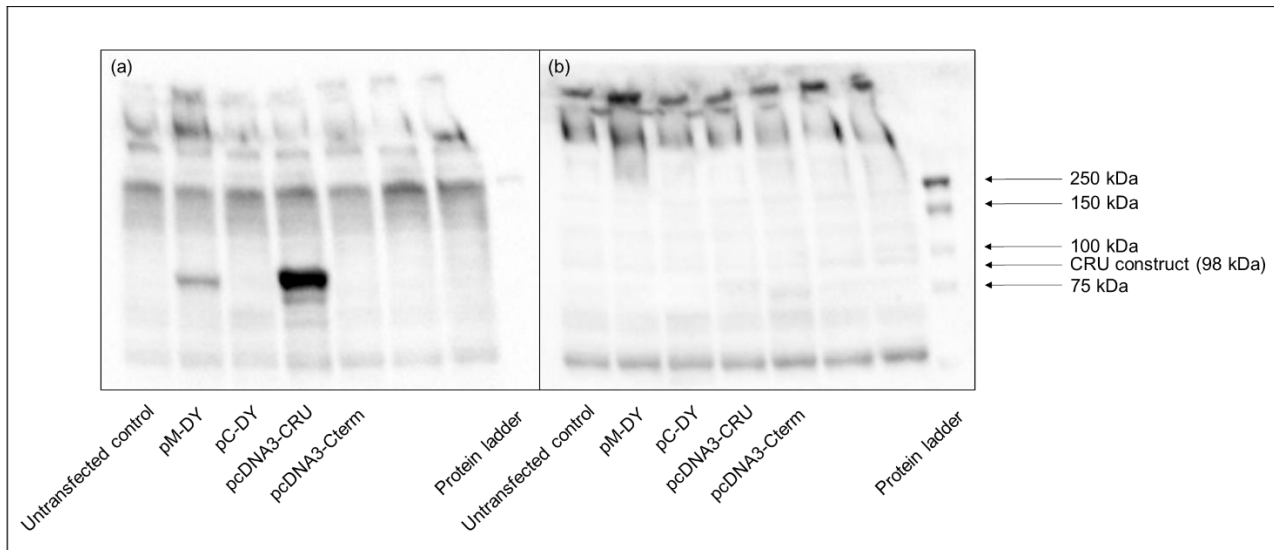 (a)
(b)
250 kDa
150 kDa
100 kDa
CRU construct (98 kDa)
75 kDa
Untransfected control
pM-DY
pC-DY
pcDNA3-CRU
pcDNA3-Cterm
Protein ladder
Untransfected control
pM-DY
pC-DY
pcDNA3-CRU
pcDNA3-Cterm
Protein ladder